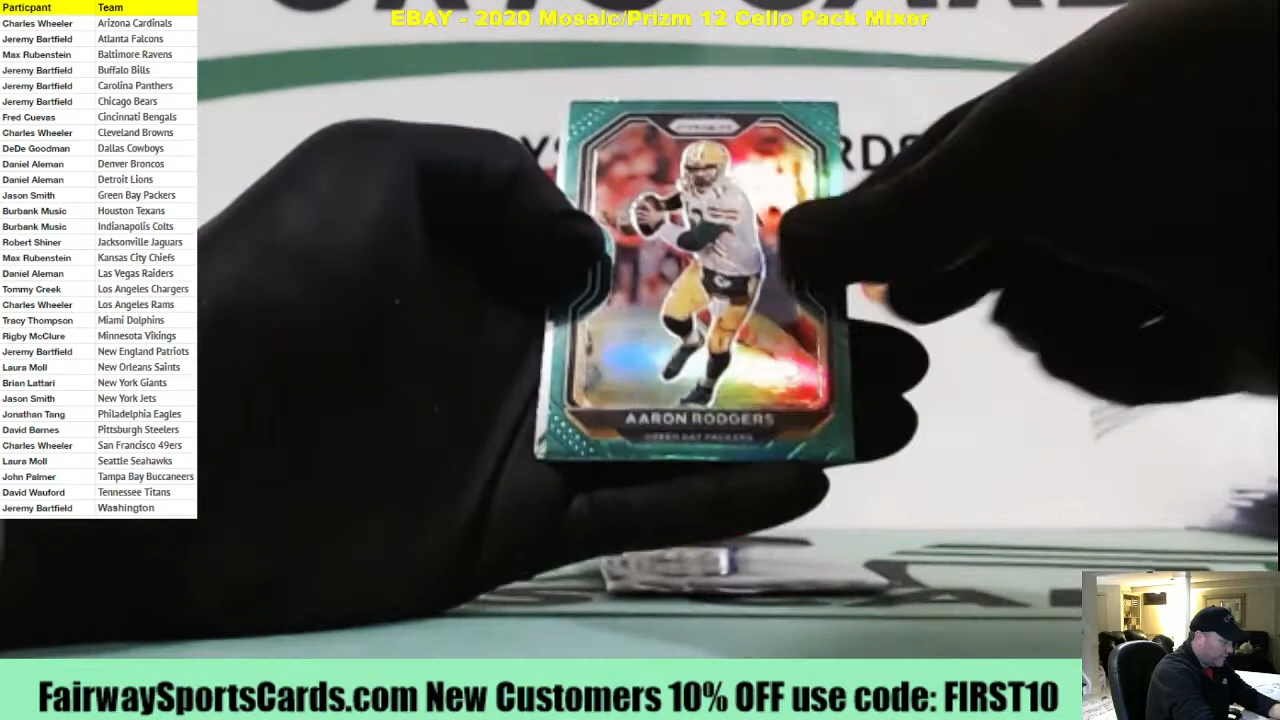 Particpant Team
Charles Wheeler Arizona Cardinals
Jeremy Bartfield Atlanta Falcons
Max Rubenstein Baltimore Ravens
Jeremy Bartfield Buffalo Bills
Jeremy Bartfield Carolina Panthers
Jeremy Bartfield Chicago Bears
Fred Cuevas Cincinnati Bengals
Charles Wheeler Cleveland Browns
DeDe Goodman Dallas Cowboys
Daniel Aleman Denver Broncos
Daniel Aleman Detroit Lions
Jason Smith Green Bay Packers
Burbank Music Houston Texans
Burbank Music Indianapolis Colts
Robert Shiner Jacksonville Jaguars
Max Rubenstein Kansas City Chiefs
Daniel Aleman Las Vegas Raiders
Tommy Creek Los Angeles Chargers
Charles Wheeler Los Angeles Rams
Tracy Thompson Miami Dolphins
Rigby McClure Minnesota Vikings
Jeremy Bartfield New England Patriots
Laura Moll New Orleans Saints
Brian Lattari New York Giants
Jason Smith New York Jets
Jonathan Tang Philadelphia Eagles
David Barnes Pittsburgh Steelers
Charles Wheeler San Francisco 49ers
Laura Moll Seattle Seahawks
John Palmer Tampa Bay Buccaneers
David Wauford Tennessee Titans
Jeremy Bartfield Washington
EBAY - 2020 Mosaic/Prizm 12 Cello Pack Mixer
AARON RODGERS
GREEN BAY PACKERS
FairwaySportsCards.com New Customers 10% OFF use code: FIRST10